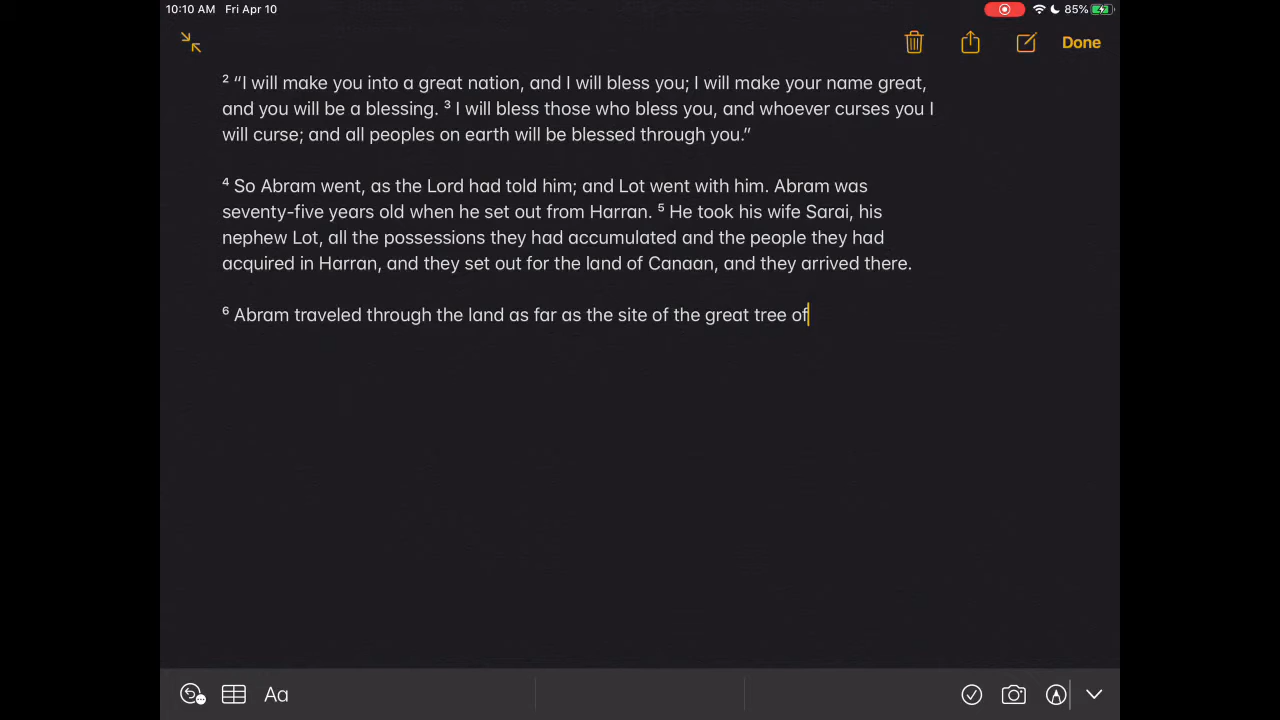 10:10 AM Fri Apr 10 85%
Done
² “I will make you into a great nation, and I will bless you; I will make your name great,
and you will be a blessing. ³ I will bless those who bless you, and whoever curses you I
will curse; and all peoples on earth will be blessed through you.”
⁴ So Abram went, as the Lord had told him; and Lot went with him. Abram was
seventy-five years old when he set out from Harran. ⁵ He took his wife Sarai, his
nephew Lot, all the possessions they had accumulated and the people they had
acquired in Harran, and they set out for the land of Canaan, and they arrived there.
⁶ Abram traveled through the land as far as the site of the great tree of
Aa